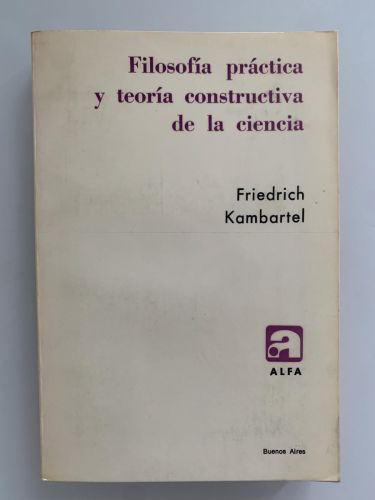 Filosofía práctica
y teoría constructiva
de la ciencia
Friedrich
Kambartel
.a
ALFA
Buenos Aires